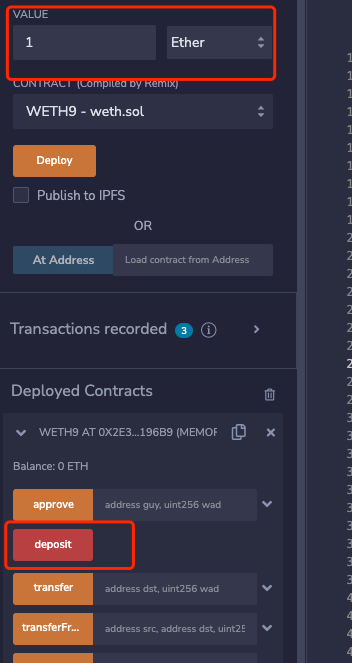 VALUE
1
Ether
CONTRACT (Compiled by Remix)
WETH9 - weth.sol
Deploy
Publish to IPFS
OR
At Address
Load contract from Address
Transactions recorded 3 i
Deployed Contracts
WETH9 AT 0X2E3...196B9 (MEMOR
Balance: 0 ETH
approve address guy, uint256 wad
deposit
transfer address dst, uint256 wad
transferFr... address src, address dst, uint25